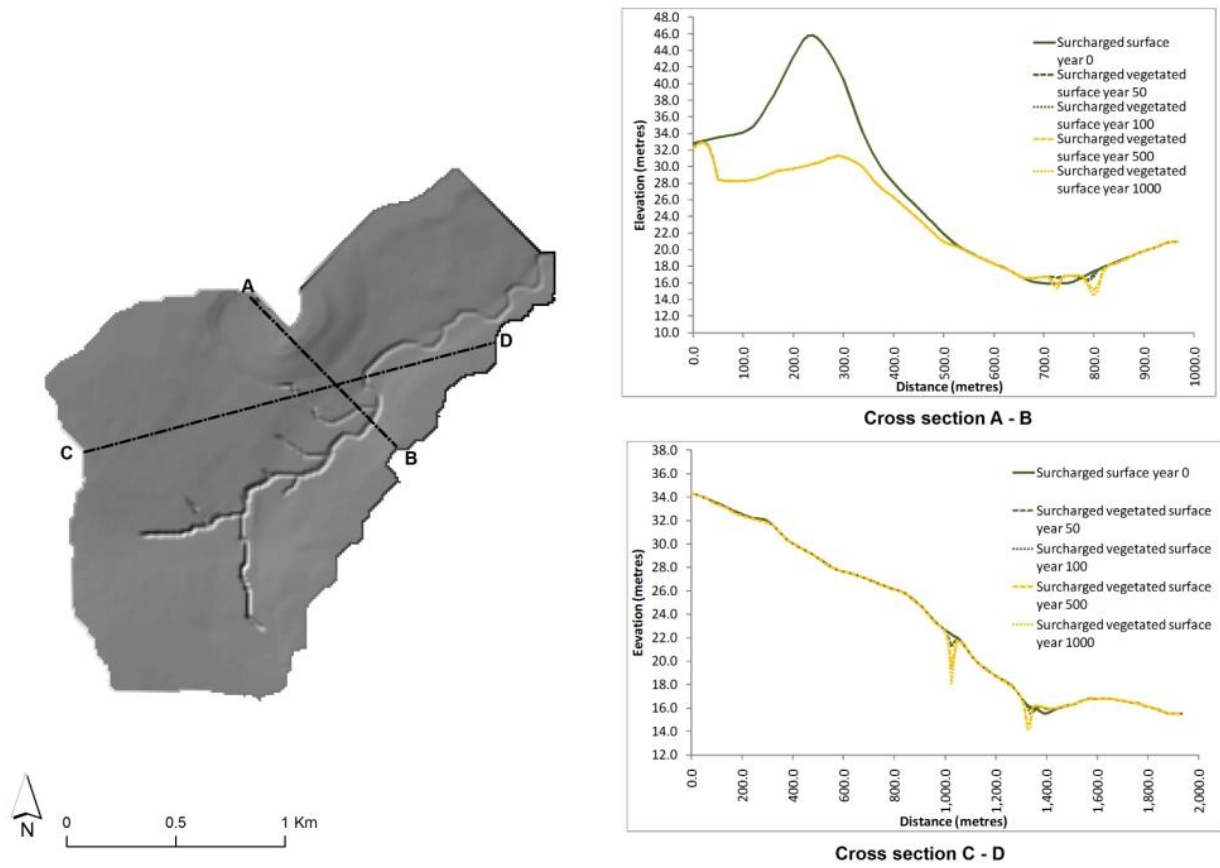 A
B
C
D
N
0
0.5
1 Km
48.0
46.0
44.0
42.0
40.0
38.0
36.0
34.0
32.0
30.0
28.0
26.0
24.0
22.0
20.0
18.0
16.0
14.0
12.0
10.0
Elevation (metres)
Surcharged surface
year 0
Surcharged vegetated
surface year 50
Surcharged vegetated
surface year 100
Surcharged vegetated
surface year 500
Surcharged vegetated
surface year 1000
0.0
100.0
200.0
300.0
400.0
500.0
600.0
700.0
800.0
900.0
1000.0
Distance (metres)
Cross section A - B
38.0
36.0
34.0
32.0
30.0
28.0
26.0
24.0
22.0
20.0
18.0
16.0
14.0
12.0
Eevation (metres)
Surcharged surface year 0
Surcharged vegetated surface
year 50
Surcharged vegetated surface
year 100
Surcharged vegetated surface
year 500
Surcharged vegetated surface
year 1000
0.0
200.0
400.0
600.0
800.0
1,000.0
1,200.0
1,400.0
1,600.0
1,800.0
2,000.0
Distance (metres)
Cross section C - D